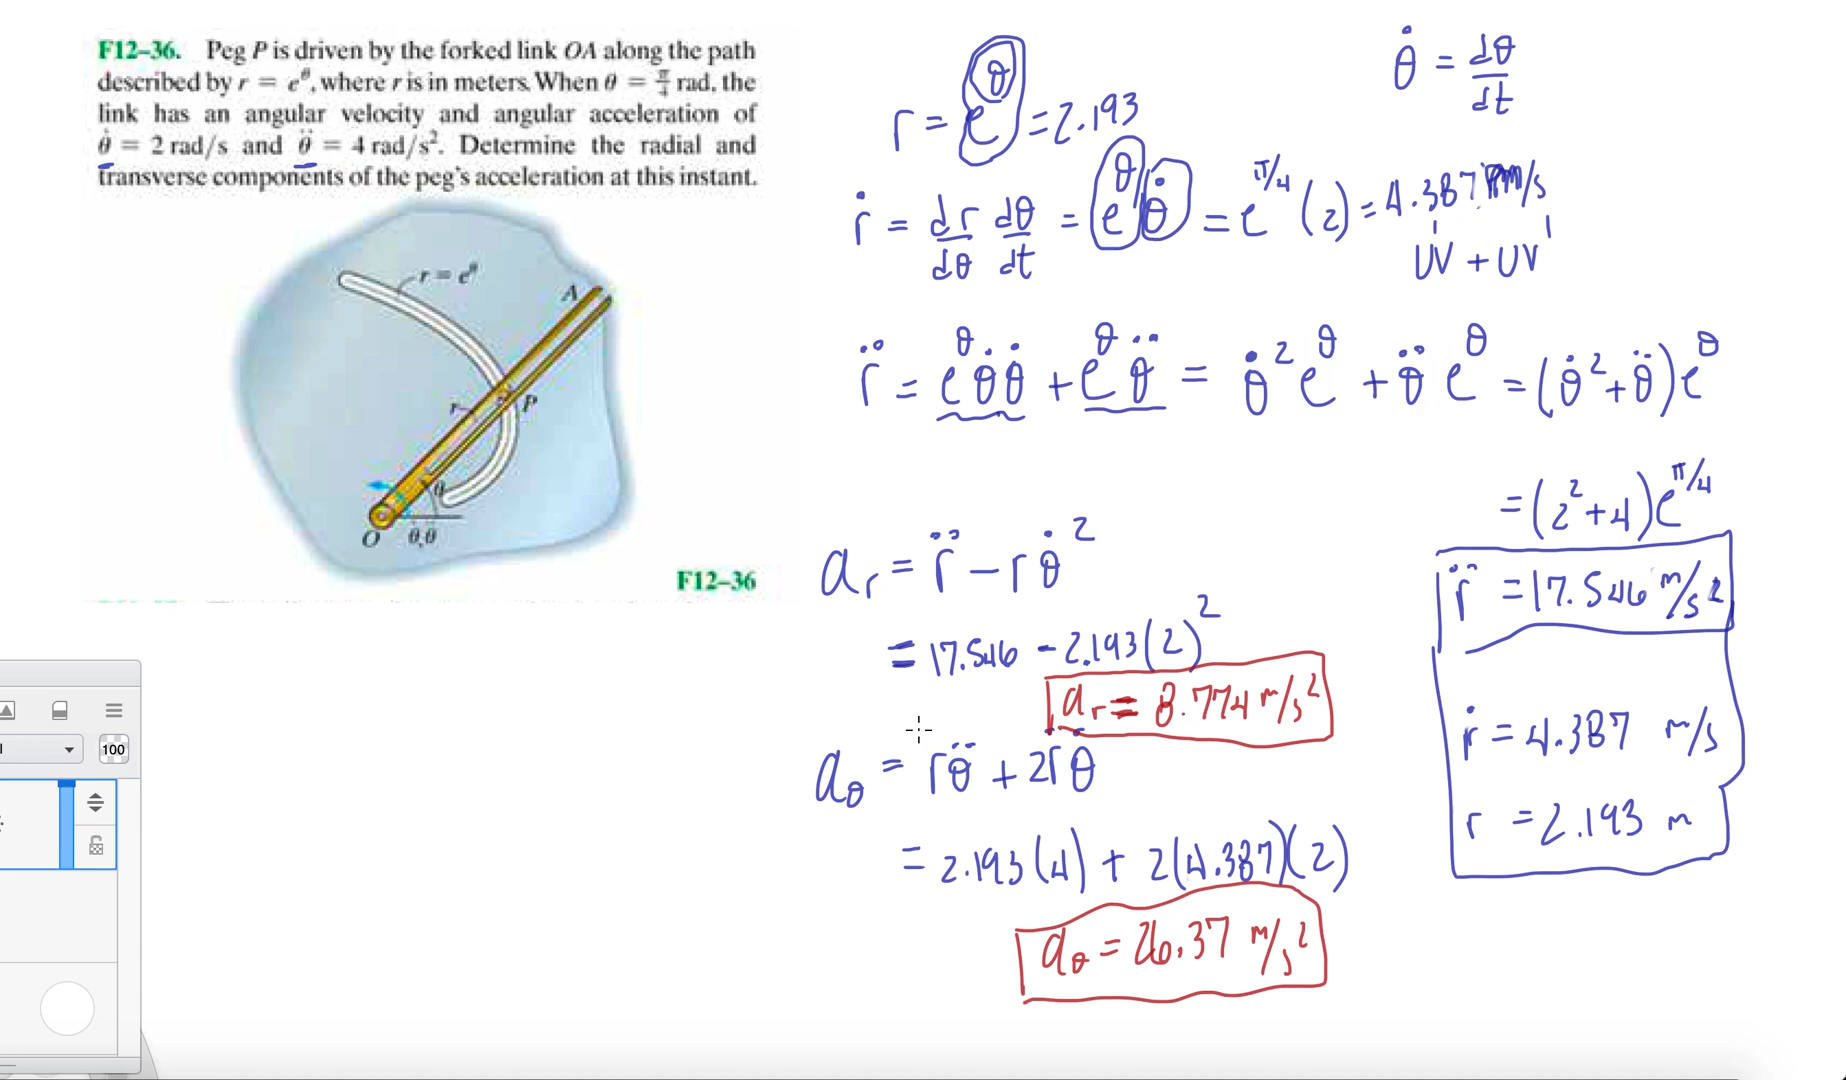 F12–36. Peg P is driven by the forked link OA along the path
described by r = e^θ, where r is in meters. When θ = π/4 rad, the
link has an angular velocity and angular acceleration of
θ̇ = 2 rad/s and θ̈ = 4 rad/s². Determine the radial and
transverse components of the peg's acceleration at this instant.
r = e^θ
A
r
P
θ
O
θ̇, θ̈
F12–36
100
r = e^θ = 2.193
θ̇ = dθ/dt
ṙ = dr/dθ dθ/dt = e^θ θ̇ = e^π/4 (2) = 4.387 m/s
U'V + UV'
r̈ = e^θ θ̇ θ̇ + e^θ θ̈ = θ̇² e^θ + θ̈ e^θ = (θ̇² + θ̈) e^θ
= (2² + 4) e^π/4
r̈ = 17.546 m/s²
ṙ = 4.387 m/s
r = 2.193 m
a_r = r̈ − r θ̇²
= 17.546 − 2.193(2)²
a_r = 8.774 m/s²
a_θ = r θ̈ + 2 ṙ θ̇
= 2.193(4) + 2(4.387)(2)
a_θ = 26.37 m/s²